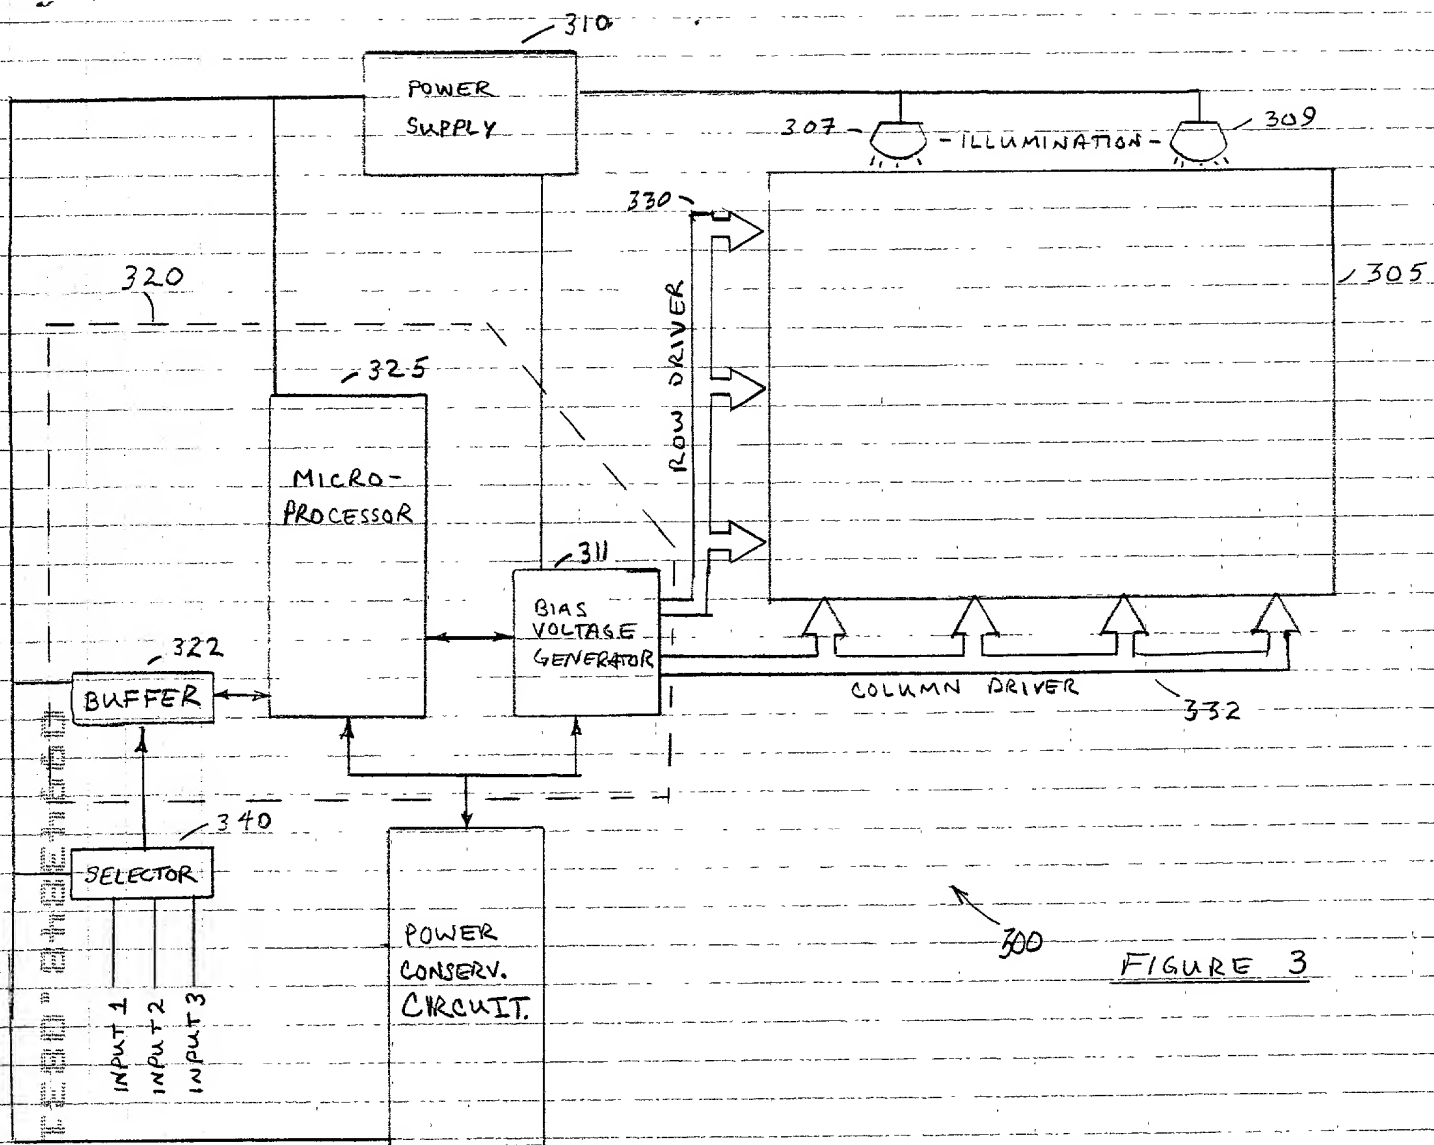 310
POWER
SUPPLY
307
- ILLUMINATION -
309
330
320
305
ROW DRIVER
325
MICRO-
PROCESSOR
311
BIAS
VOLTAGE
GENERATOR
322
BUFFER
COLUMN DRIVER
332
340
SELECTOR
POWER
CONSERV.
CIRCUIT.
300
FIGURE 3
INPUT 1
INPUT 2
INPUT 3